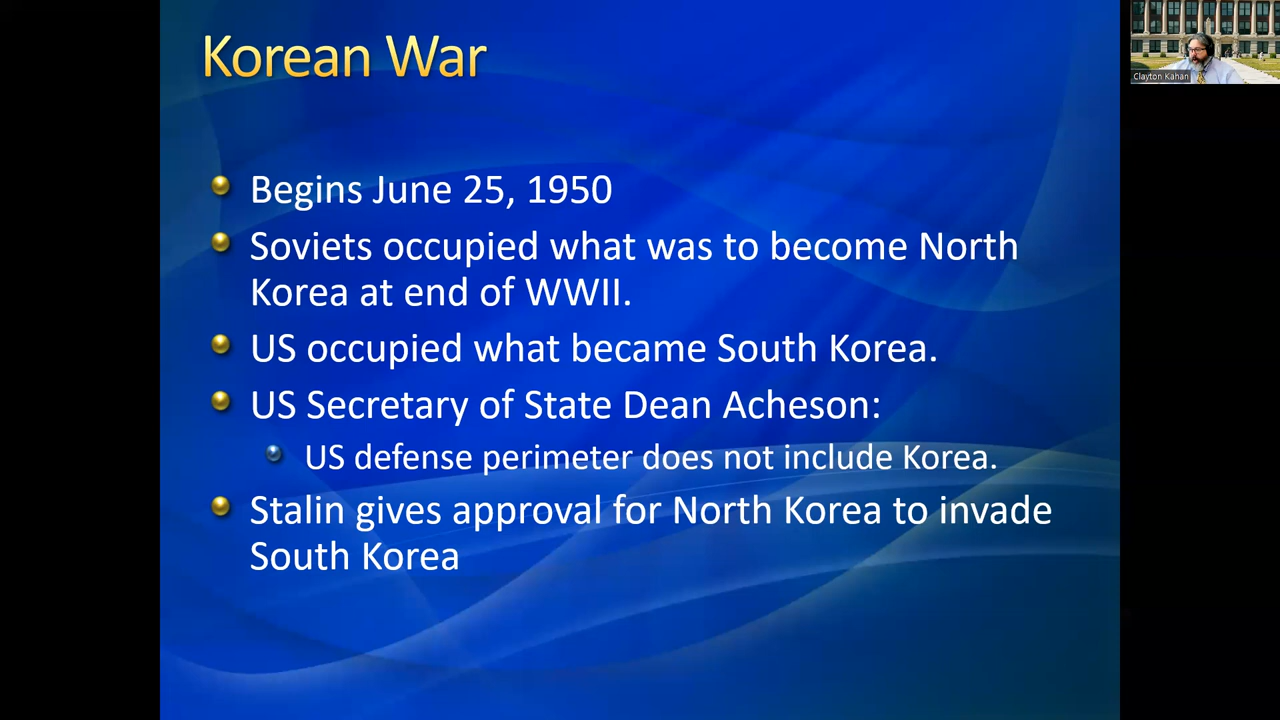 Korean War
Begins June 25, 1950
Soviets occupied what was to become North
Korea at end of WWII.
US occupied what became South Korea.
US Secretary of State Dean Acheson:
US defense perimeter does not include Korea.
Stalin gives approval for North Korea to invade
South Korea
Clayton Kahan